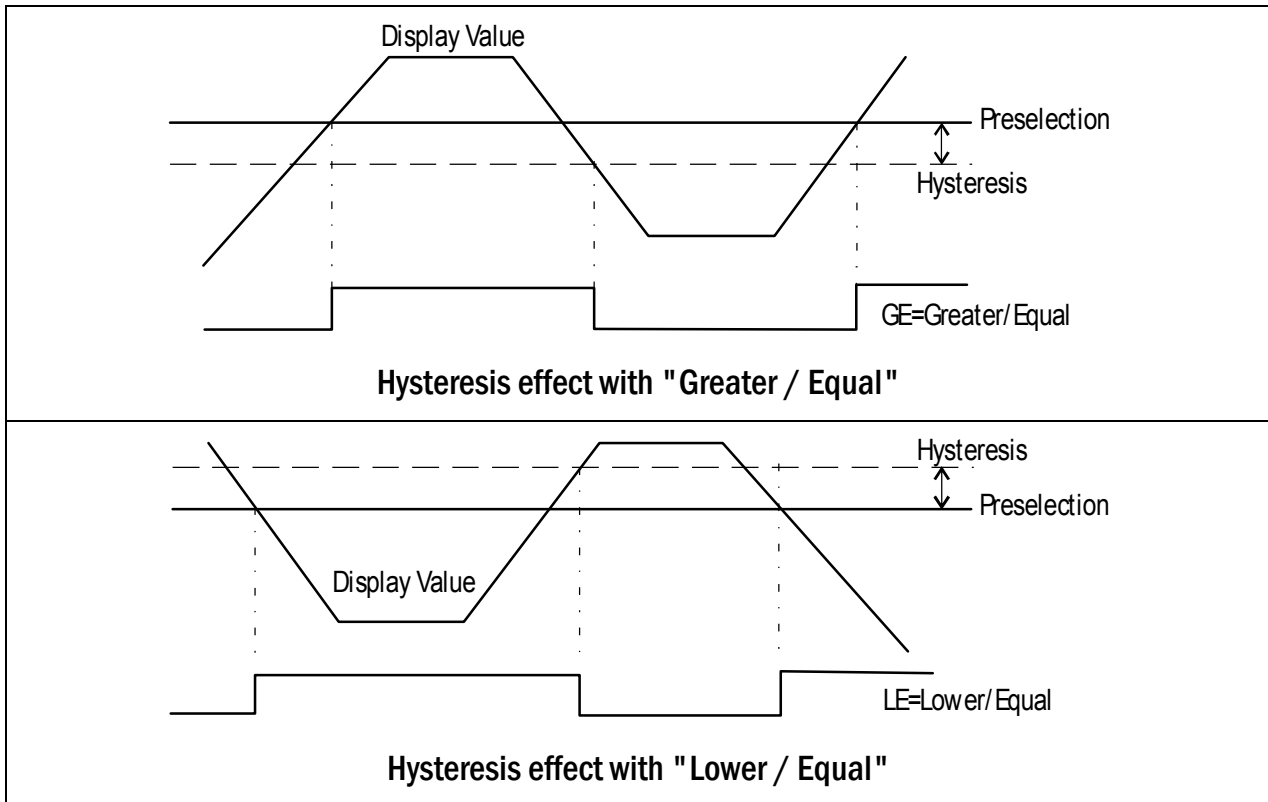 Display Value
Preselection
Hysteresis
GE=Greater/Equal
Hysteresis effect with "Greater / Equal"
Hysteresis
Preselection
Display Value
LE=Lower/Equal
Hysteresis effect with "Lower / Equal"